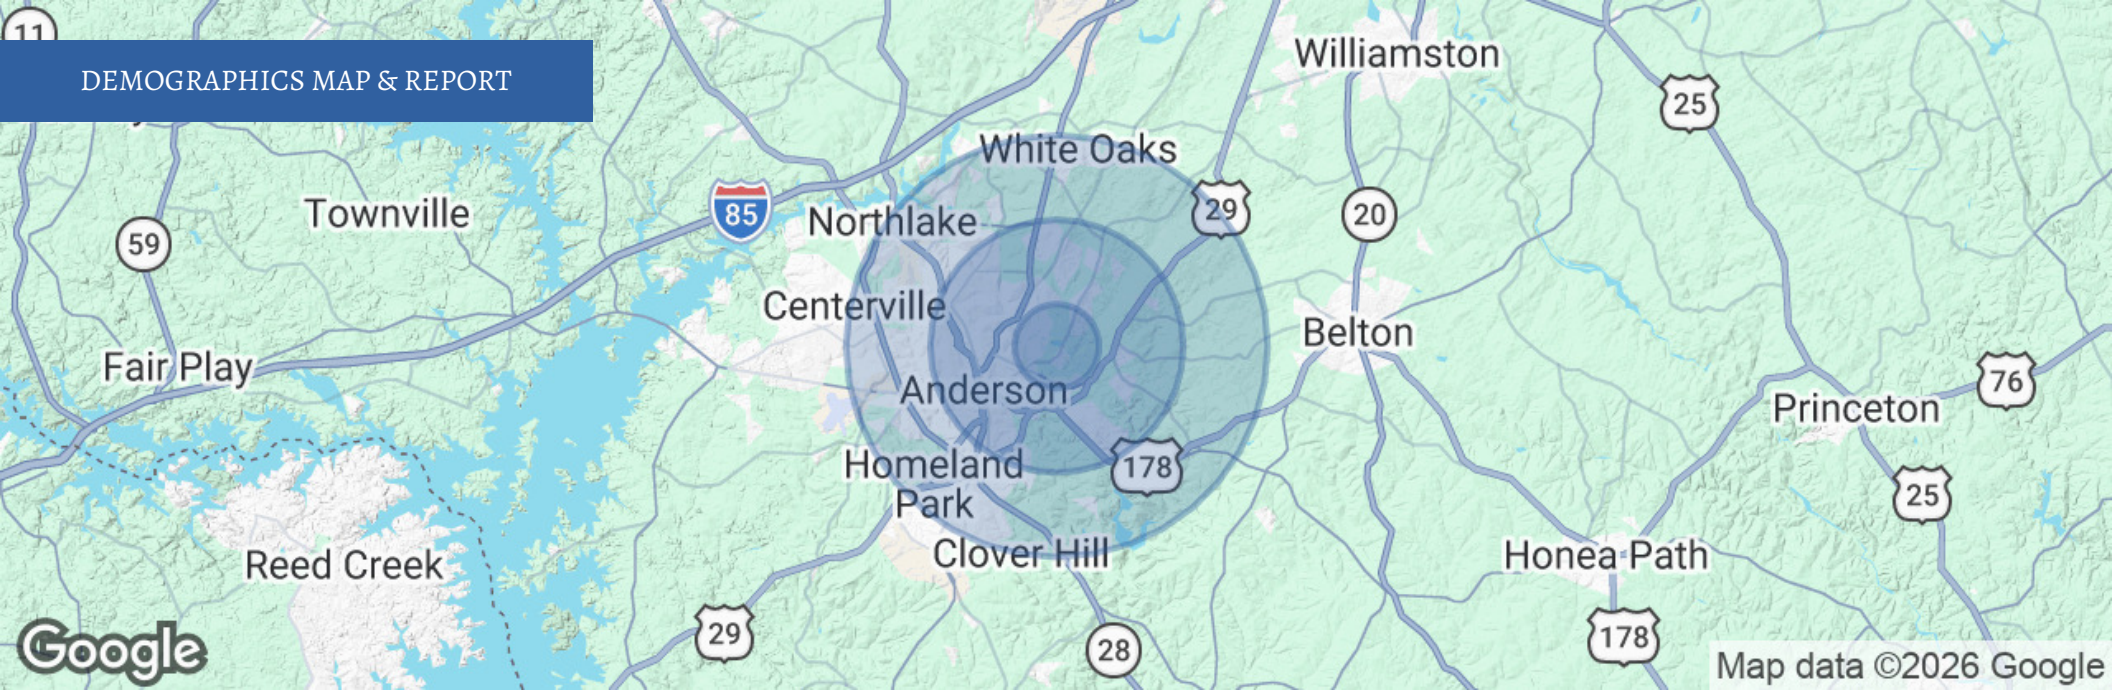 11
DEMOGRAPHICS MAP & REPORT
Williamston
25
White Oaks
85
29
20
Townville
Northlake
59
Centerville
Belton
Fair Play
Anderson
76
Princeton
Homeland
Park
178
25
Clover Hill
Reed Creek
Honea Path
29
28
178
Google
Map data ©2026 Google